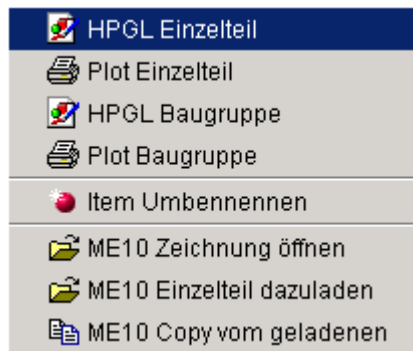 HPGL Einzelteil
Plot Einzelteil
HPGL Baugruppe
Plot Baugruppe
Item Umbennennen
ME10 Zeichnung öffnen
ME10 Einzelteil dazuladen
ME10 Copy vom geladenen